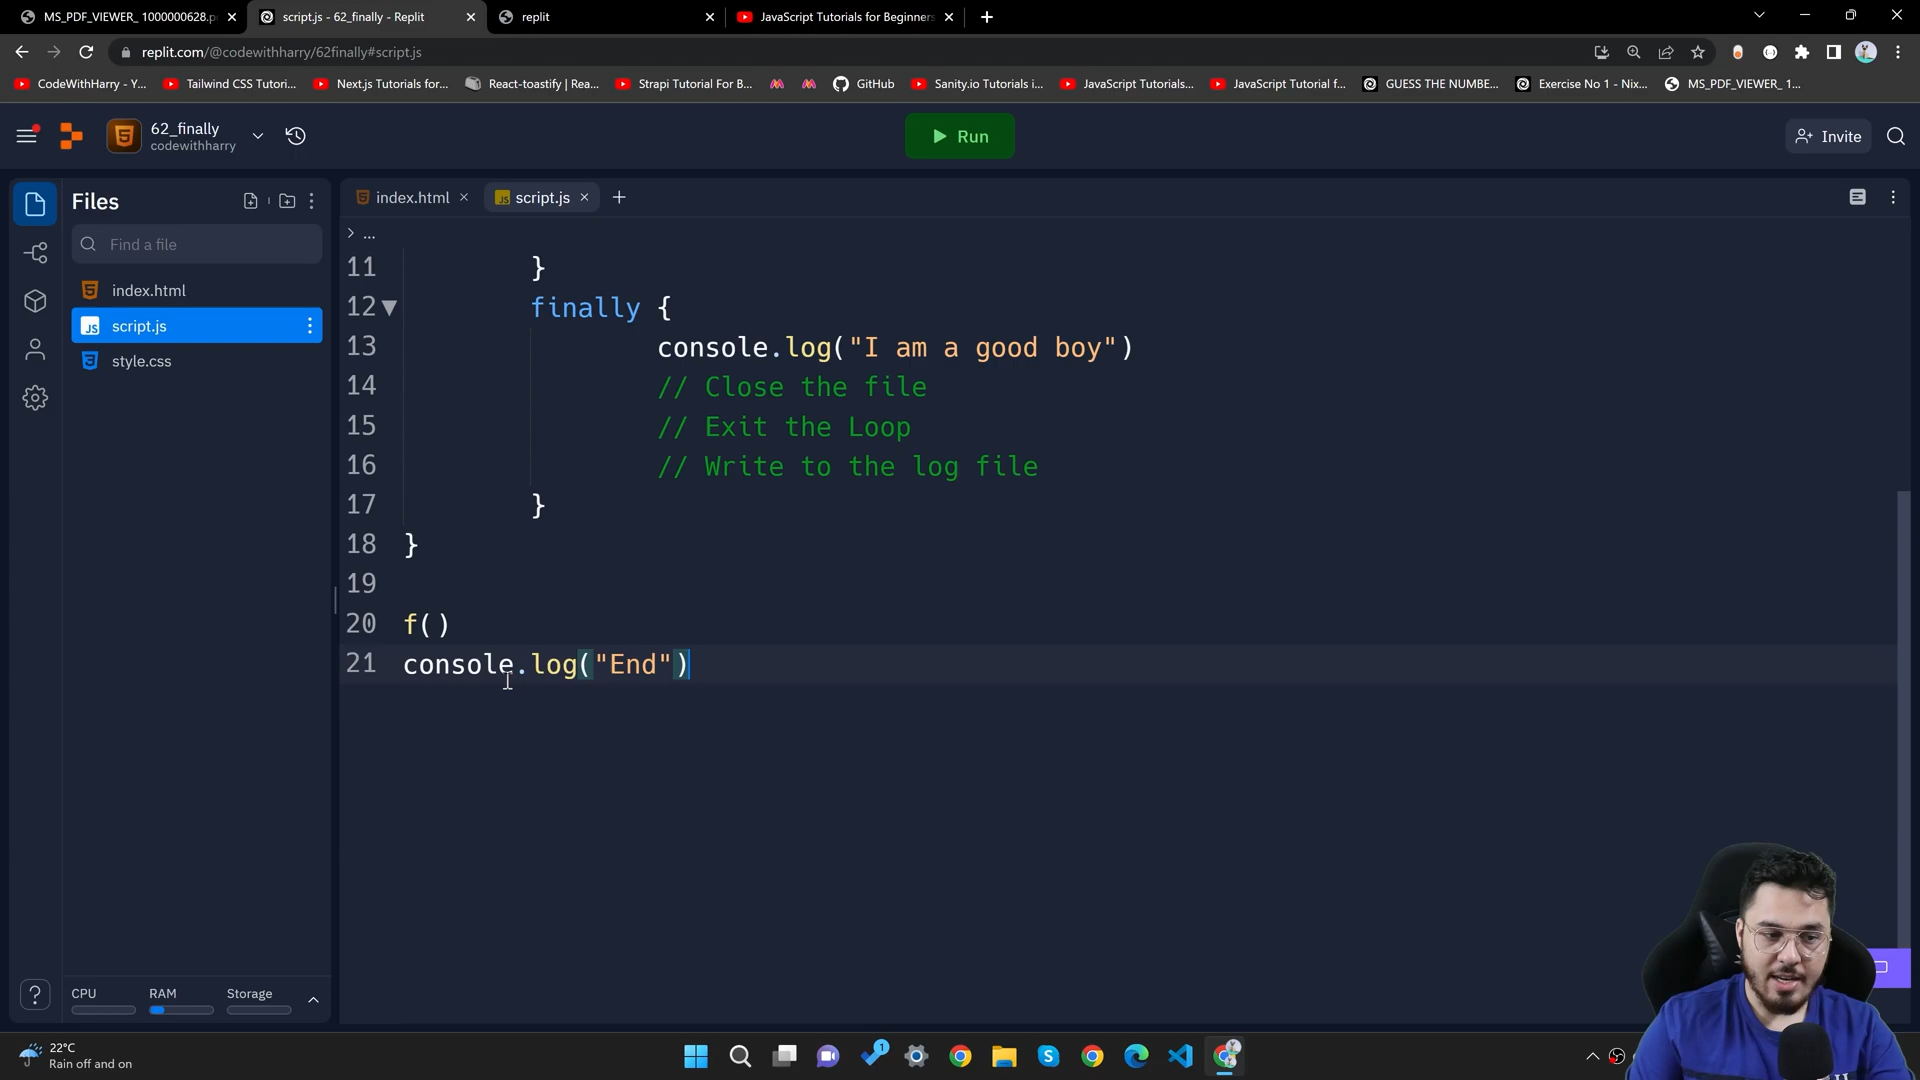 MS_PDF_VIEWER_ 1000000628.p
script.js - 62_finally - Replit
replit
JavaScript Tutorials for Beginners
replit.com/@codewithharry/62finally#script.js
CodeWithHarry - Y...
Tailwind CSS Tutori...
Next.js Tutorials for...
React-toastify | Rea...
Strapi Tutorial For B...
GitHub
Sanity.io Tutorials i...
JavaScript Tutorials...
JavaScript Tutorial f...
GUESS THE NUMBE...
Exercise No 1 - Nix...
MS_PDF_VIEWER_ 1...
62_finally
codewithharry
Run
Invite
Files
Find a file
index.html
script.js
style.css
index.html
script.js
...
11 }
12 finally {
13 console.log("I am a good boy")
14 // Close the file
15 // Exit the Loop
16 // Write to the log file
17 }
18 }
19
20 f()
21 console.log("End")
CPU
RAM
Storage
22°C
Rain off and on
1